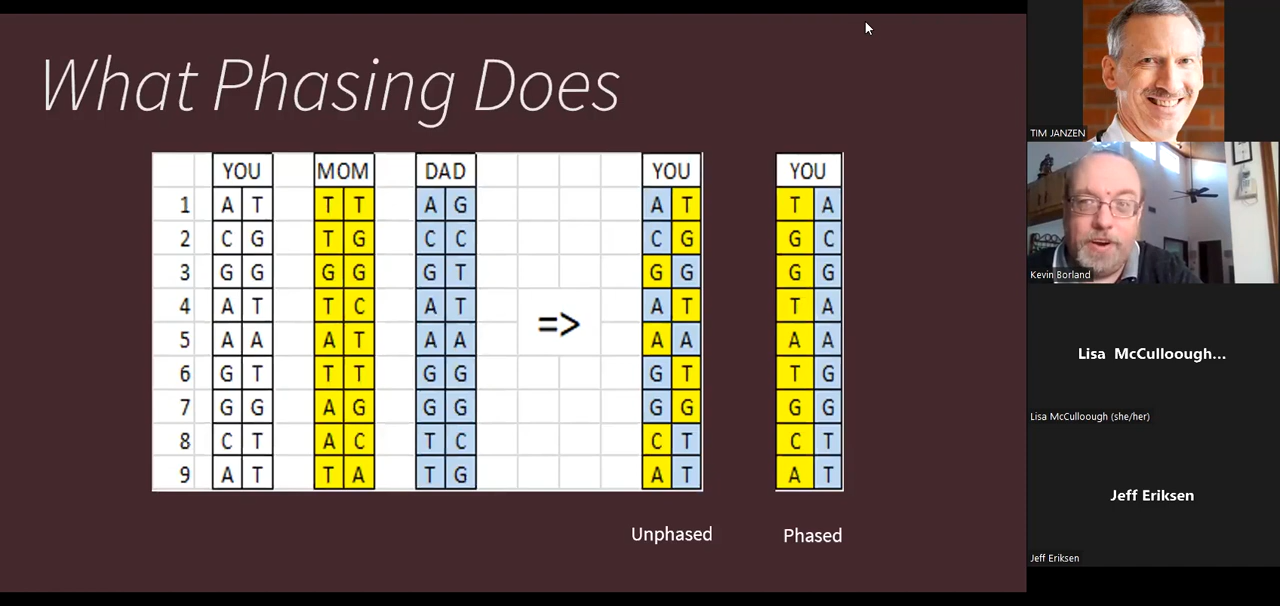 What Phasing Does
YOU MOM DAD YOU YOU
1 A T T T A G A T T A
2 C G T G C C C G G C
3 G G G G G T G G G G
4 A T T C A T A T T A
5 A A A T A A => A A A A
6 G T T T G G G T T G
7 G G A G G G G G G G
8 C T A C T C C T C T
9 A T T A T G A T A T
Unphased Phased
TIM JANZEN
Kevin Borland
Lisa McCulloough...
Lisa McCulloough (she/her)
Jeff Eriksen
Jeff Eriksen